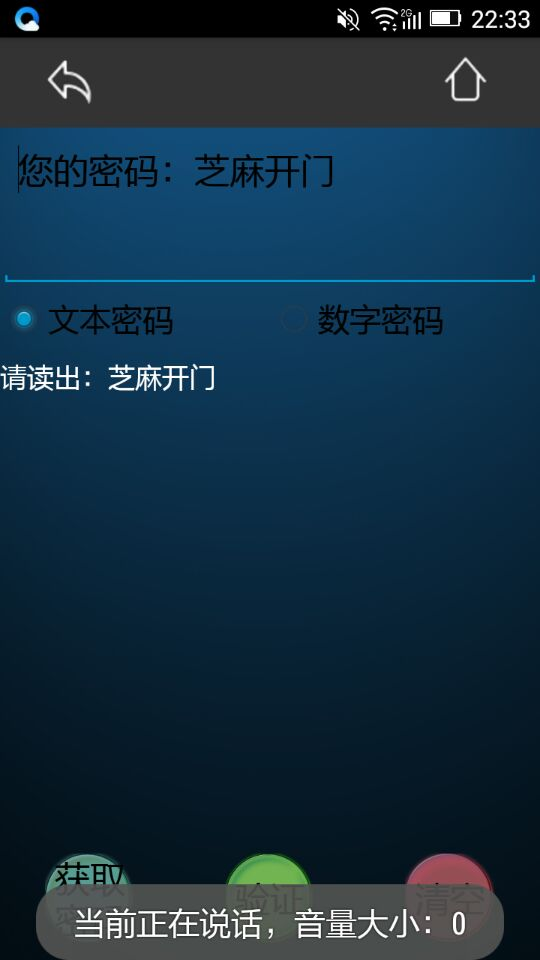 2G 22:33
您的密码：芝麻开门
文本密码 数字密码
请读出：芝麻开门
获取 验证 清空
当前正在说话，音量大小：0